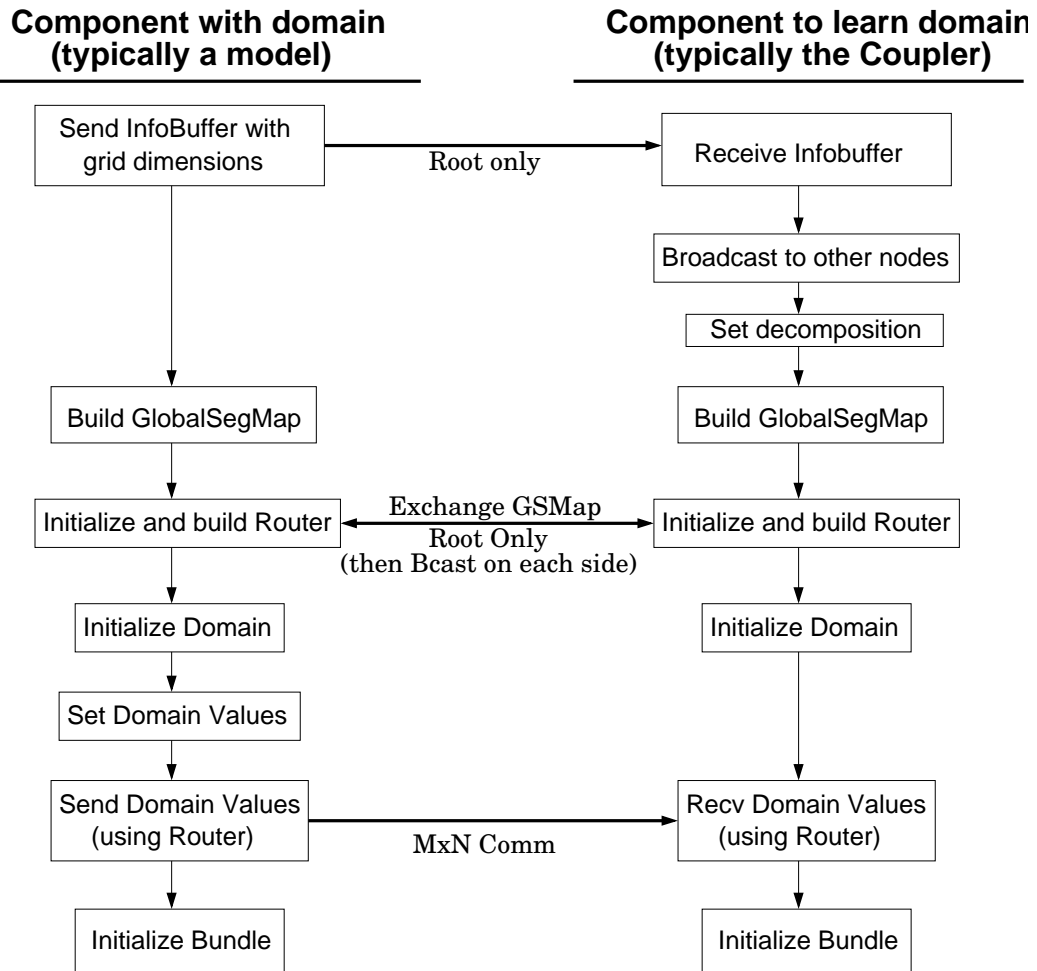 Component with domain
(typically a model)
Component to learn domain
(typically the Coupler)
Send InfoBuffer with
grid dimensions
Root only
Receive Infobuffer
Broadcast to other nodes
Set decomposition
Build GlobalSegMap
Build GlobalSegMap
Initialize and build Router
Exchange GSMap
Root Only
(then Bcast on each side)
Initialize and build Router
Initialize Domain
Initialize Domain
Set Domain Values
Send Domain Values
(using Router)
MxN Comm
Recv Domain Values
(using Router)
Initialize Bundle
Initialize Bundle